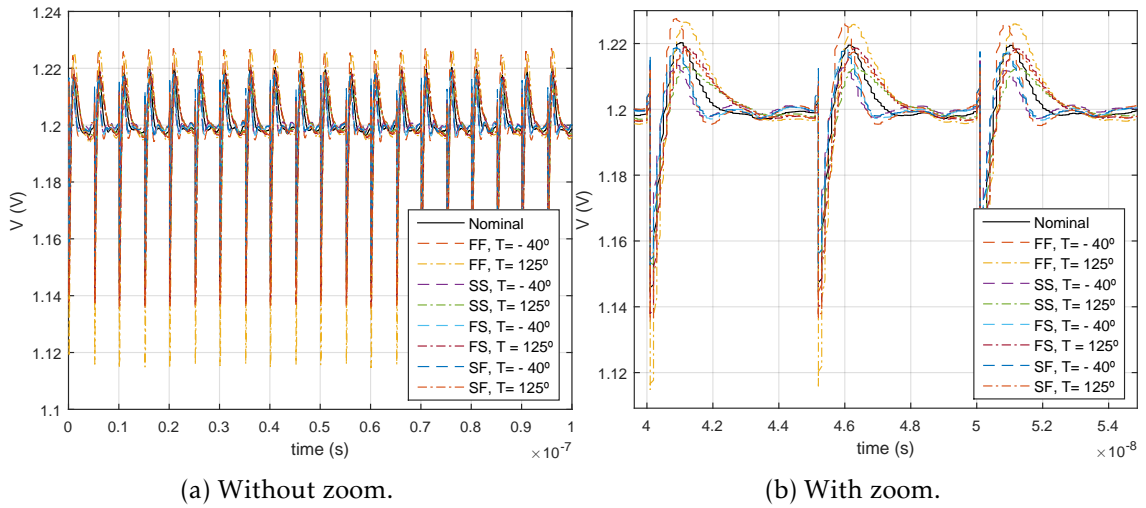 1.24
1.22
1.2
1.18
1.16
1.14
1.12
1.1
V (V)
0 0.1 0.2 0.3 0.4 0.5 0.6 0.7 0.8 0.9 1
time (s)
×10⁻⁷
Nominal
FF, T= - 40º
FF, T= 125º
SS, T= - 40º
SS, T= 125º
FS, T= - 40º
FS, T = 125º
SF, T= - 40º
SF, T= 125º
(a) Without zoom.
1.22
1.2
1.18
1.16
1.14
1.12
V (V)
4 4.2 4.4 4.6 4.8 5 5.2 5.4
time (s)
×10⁻⁸
Nominal
FF, T= - 40º
FF, T= 125º
SS, T= - 40º
SS, T= 125º
FS, T= - 40º
FS, T = 125º
SF, T= - 40º
SF, T= 125º
(b) With zoom.